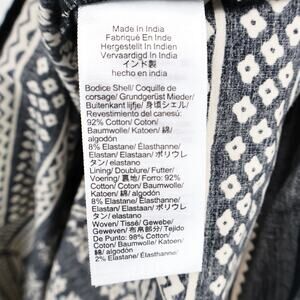 Made In India
Fabriqué En Inde
Hergestellt In Indien
Vervaardigd In India
インド製
hecho en india
Bodice Shell/ Coquille de
corsage/ Grundgerüst Mieder/
Buitenkant lijfje/ 身頃シェル/
Revestimiento del canesú:
92% Cotton/ Coton/
Baumwolle/ Katoen/ 綿/
algodón
8% Elastane/ Élasthanne/
Elastan/ Elastaan/ ポリウレ
タン/ elastano
Lining/ Doublure/ Futter/
Voering/ 裏地/ Forro: 92%
Cotton/ Coton/ Baumwolle/
Katoen/ 綿/ algodón
8% Elastane/ Élasthanne/
Elastan/ Elastaan/ ポリウレ
タン/ elastano
Woven/ Tissé/ Gewebe/
Geweven/ 布帛部分/ Tejido
De Punto: 98% Cotton/
Coton/ Baumwolle/ Katoen/
綿/ algodón
2% Elastane/ Élasthanne/